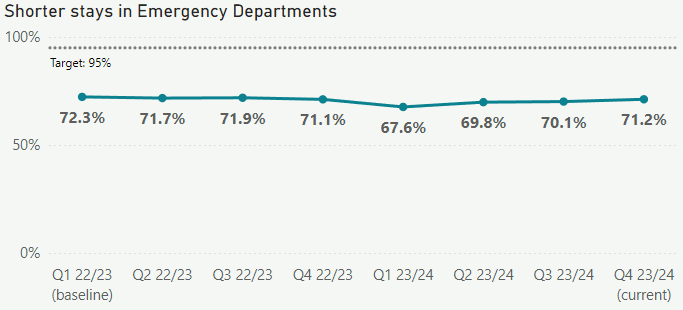 Shorter stays in Emergency Departments
100%
Target: 95%
72.3% 71.7% 71.9% 71.1% 67.6% 69.8% 70.1% 71.2%
50%
0%
Q1 22/23 Q2 22/23 Q3 22/23 Q4 22/23 Q1 23/24 Q2 23/24 Q3 23/24 Q4 23/24
(baseline) (current)